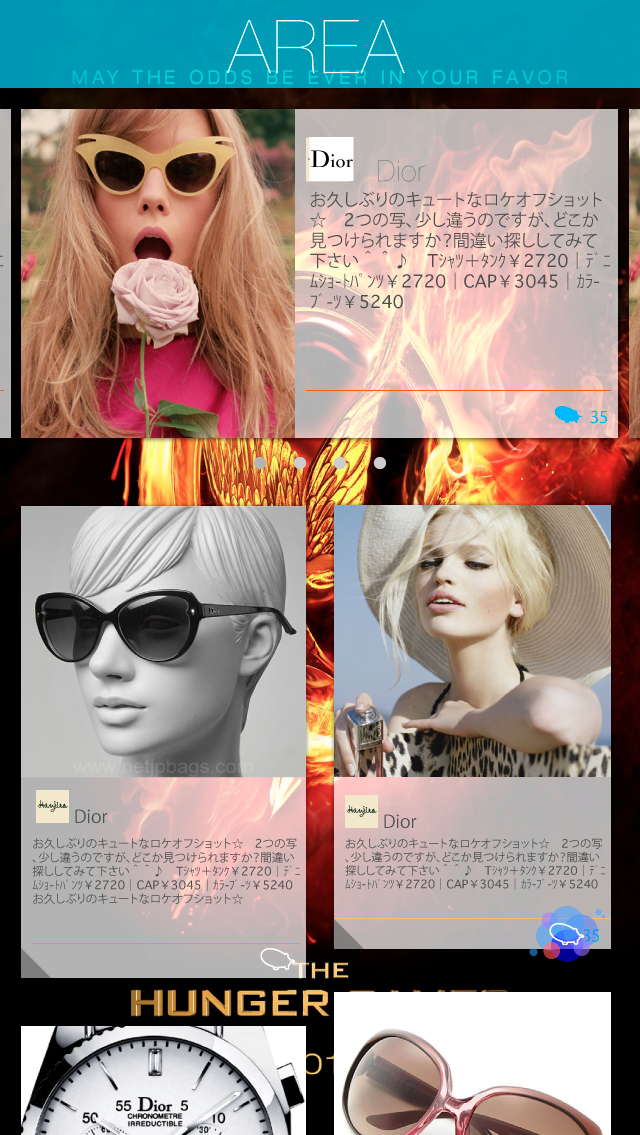 AREA
MAY THE ODDS BE EVER IN YOUR FAVOR
Dior
Dior
お久しぶりのキュートなロケオフショット
☆　2つの写、少し違うのですが、どこか
見つけられますか?間違い探ししてみて
下さい＾＾♪　Tシャツ＋タンク￥2720｜ﾃﾞﾆ
ﾑｼｮｰﾄﾊﾟﾝﾂ￥2720｜CAP￥3045｜ｶﾗｰ
ﾌﾞｰﾂ￥5240
35
www.netjpbags.com
Dior
お久しぶりのキュートなロケオフショット☆　2つの写
、少し違うのですが、どこか見つけられますか?間違い
探ししてみて下さい＾＾♪　Tシャツ＋タンク￥2720｜ﾃﾞﾆ
ﾑｼｮｰﾄﾊﾟﾝﾂ￥2720｜CAP￥3045｜ｶﾗｰﾌﾞｰﾂ￥5240
お久しぶりのキュートなロケオフショット☆
Dior
お久しぶりのキュートなロケオフショット☆　2つの写
、少し違うのですが、どこか見つけられますか?間違い
探ししてみて下さい＾＾♪　Tシャツ＋タンク￥2720｜ﾃﾞﾆ
ﾑｼｮｰﾄﾊﾟﾝﾂ￥2720｜CAP￥3045｜ｶﾗｰﾌﾞｰﾂ￥5240
35
THE
HUNGER
55 Dior 5
50 CHRONOMETRE 10
IRREDUCTIBLE